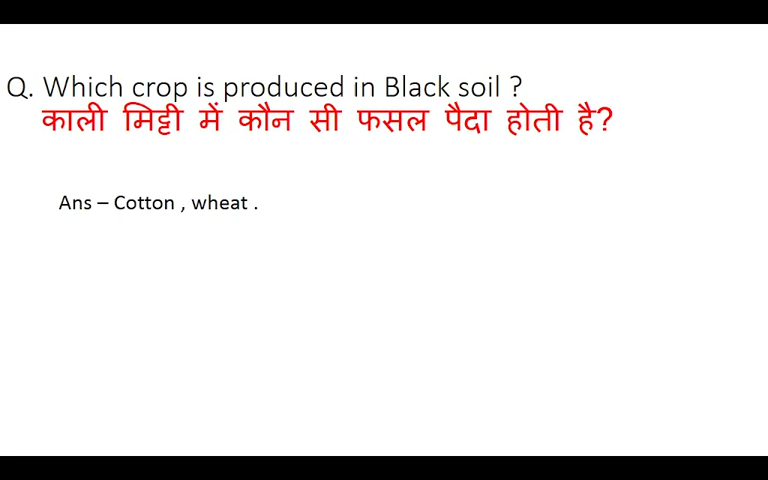 Q. Which crop is produced in Black soil ?
काली मिट्टी में कौन सी फसल पैदा होती है?
Ans – Cotton , wheat .